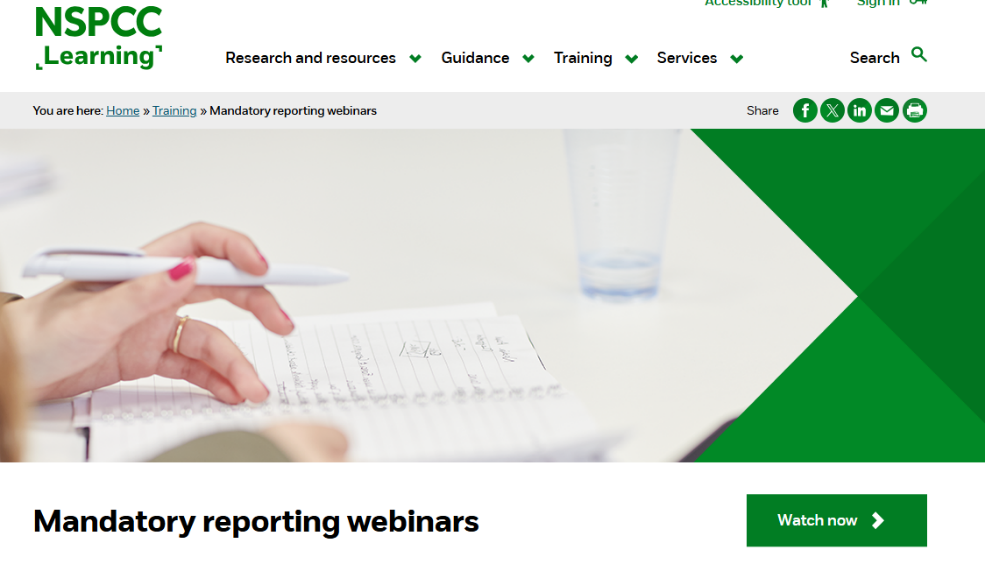 Accessibility tool Sign in
NSPCC
Learning
Research and resources Guidance Training Services Search
You are here: Home » Training » Mandatory reporting webinars Share
Mandatory reporting webinars Watch now